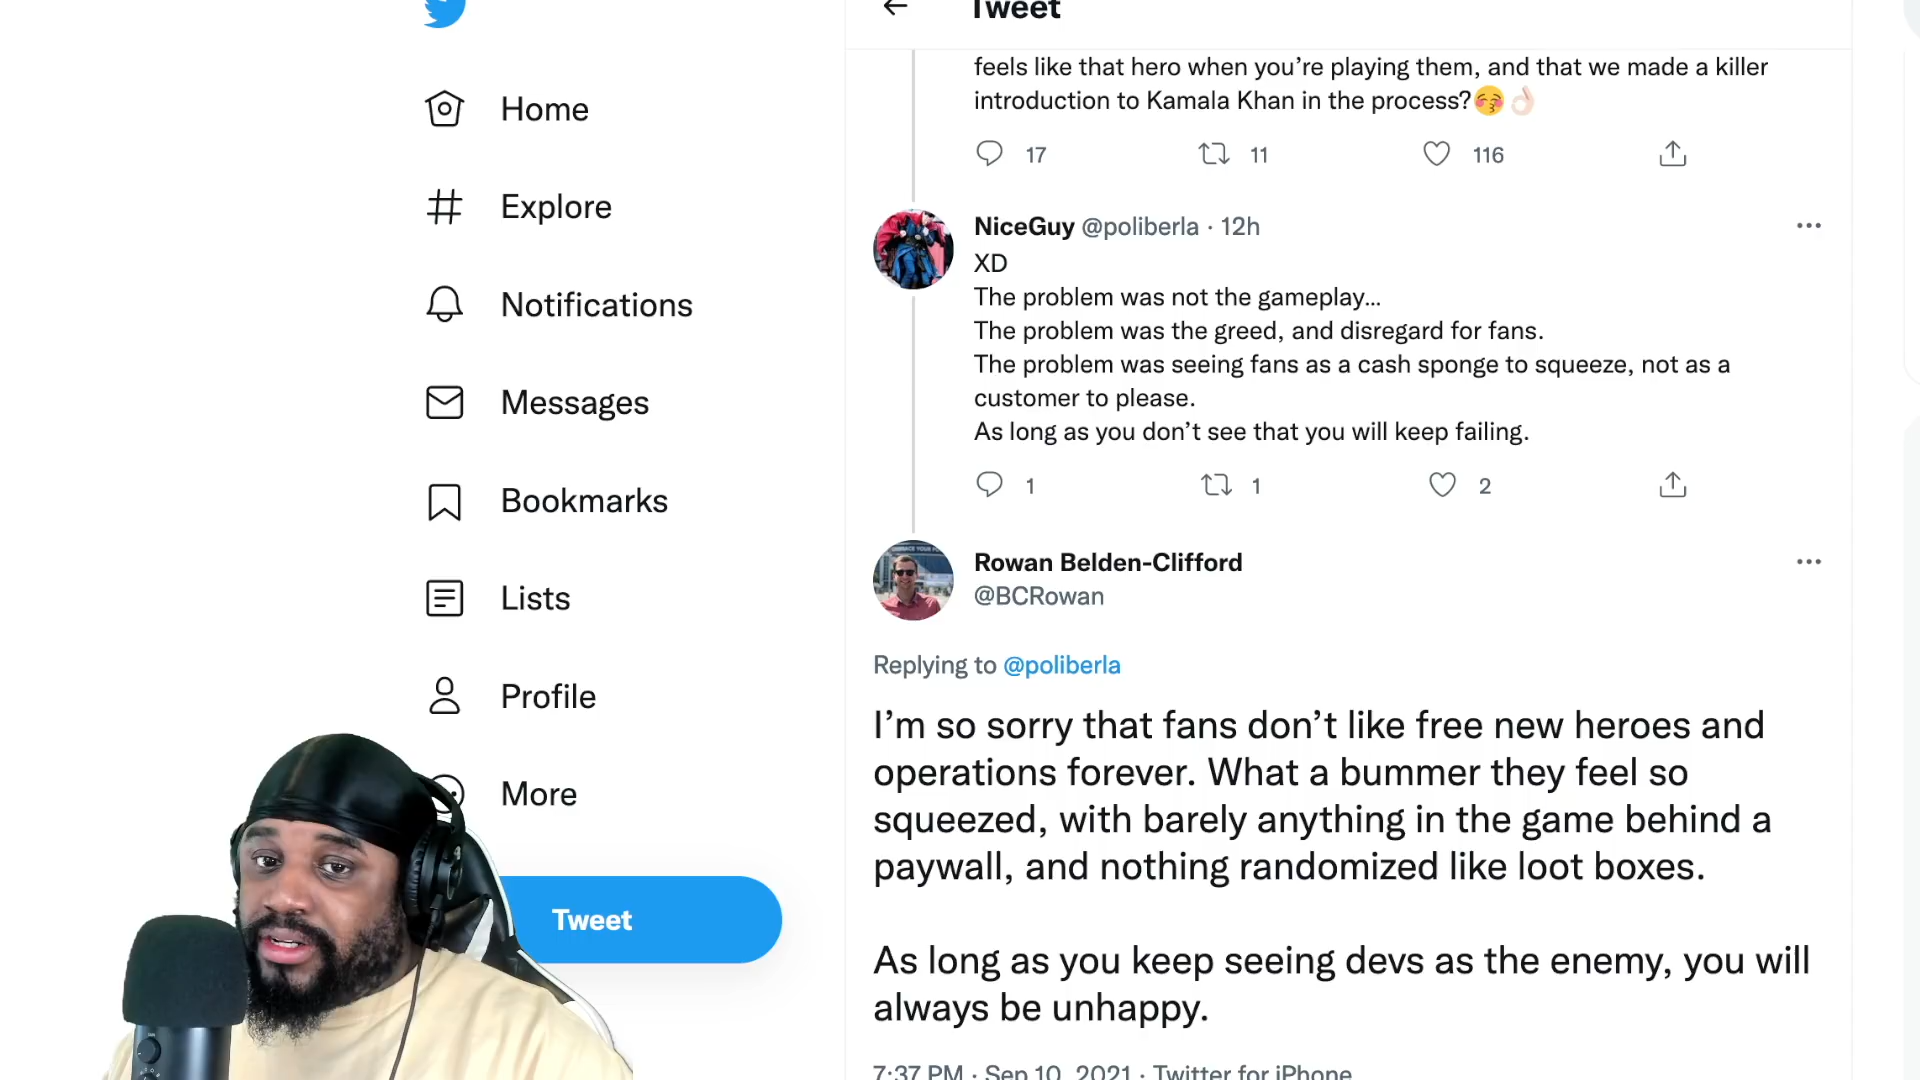 Tweet
feels like that hero when you’re playing them, and that we made a killer
introduction to Kamala Khan in the process?😚👌🏻
17 11 116
NiceGuy @poliberla · 12h
XD
The problem was not the gameplay...
The problem was the greed, and disregard for fans.
The problem was seeing fans as a cash sponge to squeeze, not as a
customer to please.
As long as you don’t see that you will keep failing.
1 1 2
Rowan Belden-Clifford
@BCRowan
Replying to @poliberla
I’m so sorry that fans don’t like free new heroes and
operations forever. What a bummer they feel so
squeezed, with barely anything in the game behind a
paywall, and nothing randomized like loot boxes.
As long as you keep seeing devs as the enemy, you will
always be unhappy.
7:37 PM · Sep 10, 2021 · Twitter for iPhone
Home
Explore
Notifications
Messages
Bookmarks
Lists
Profile
More
Tweet